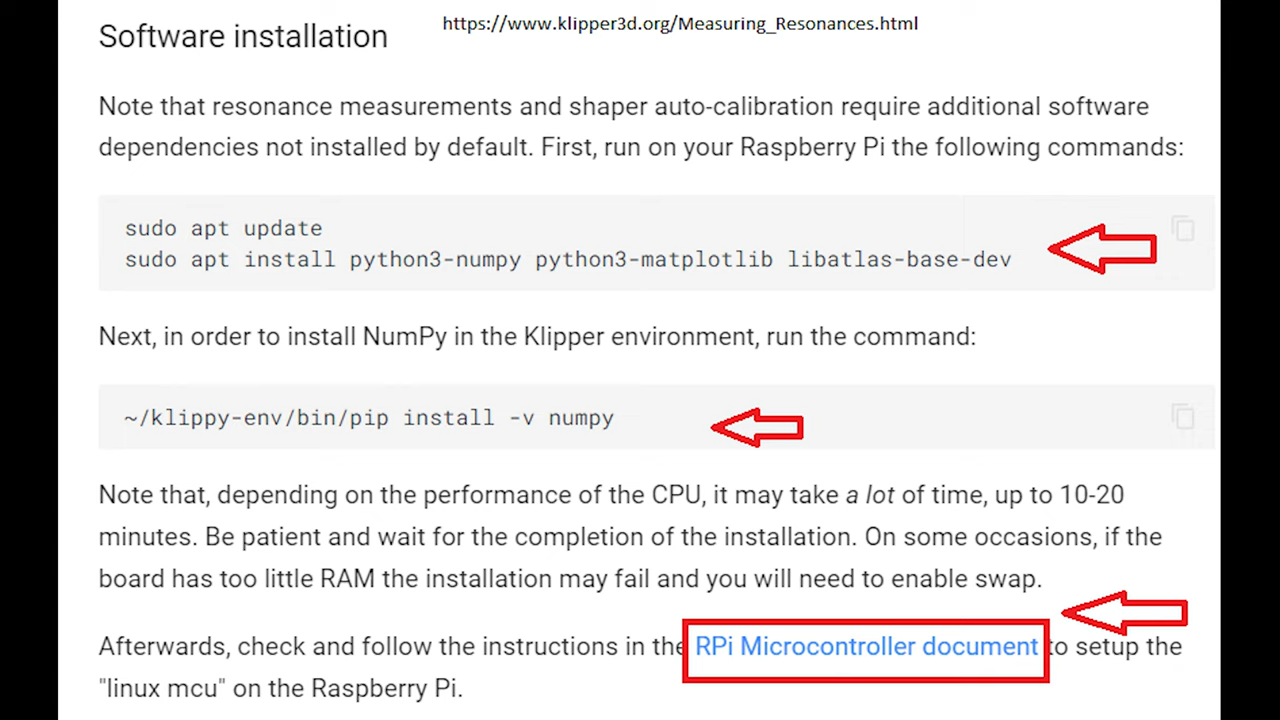 Software installation
https://www.klipper3d.org/Measuring_Resonances.html
Note that resonance measurements and shaper auto-calibration require additional software
dependencies not installed by default. First, run on your Raspberry Pi the following commands:
sudo apt update
sudo apt install python3-numpy python3-matplotlib libatlas-base-dev
Next, in order to install NumPy in the Klipper environment, run the command:
~/klippy-env/bin/pip install -v numpy
Note that, depending on the performance of the CPU, it may take a lot of time, up to 10-20
minutes. Be patient and wait for the completion of the installation. On some occasions, if the
board has too little RAM the installation may fail and you will need to enable swap.
Afterwards, check and follow the instructions in the RPi Microcontroller document to setup the
"linux mcu" on the Raspberry Pi.